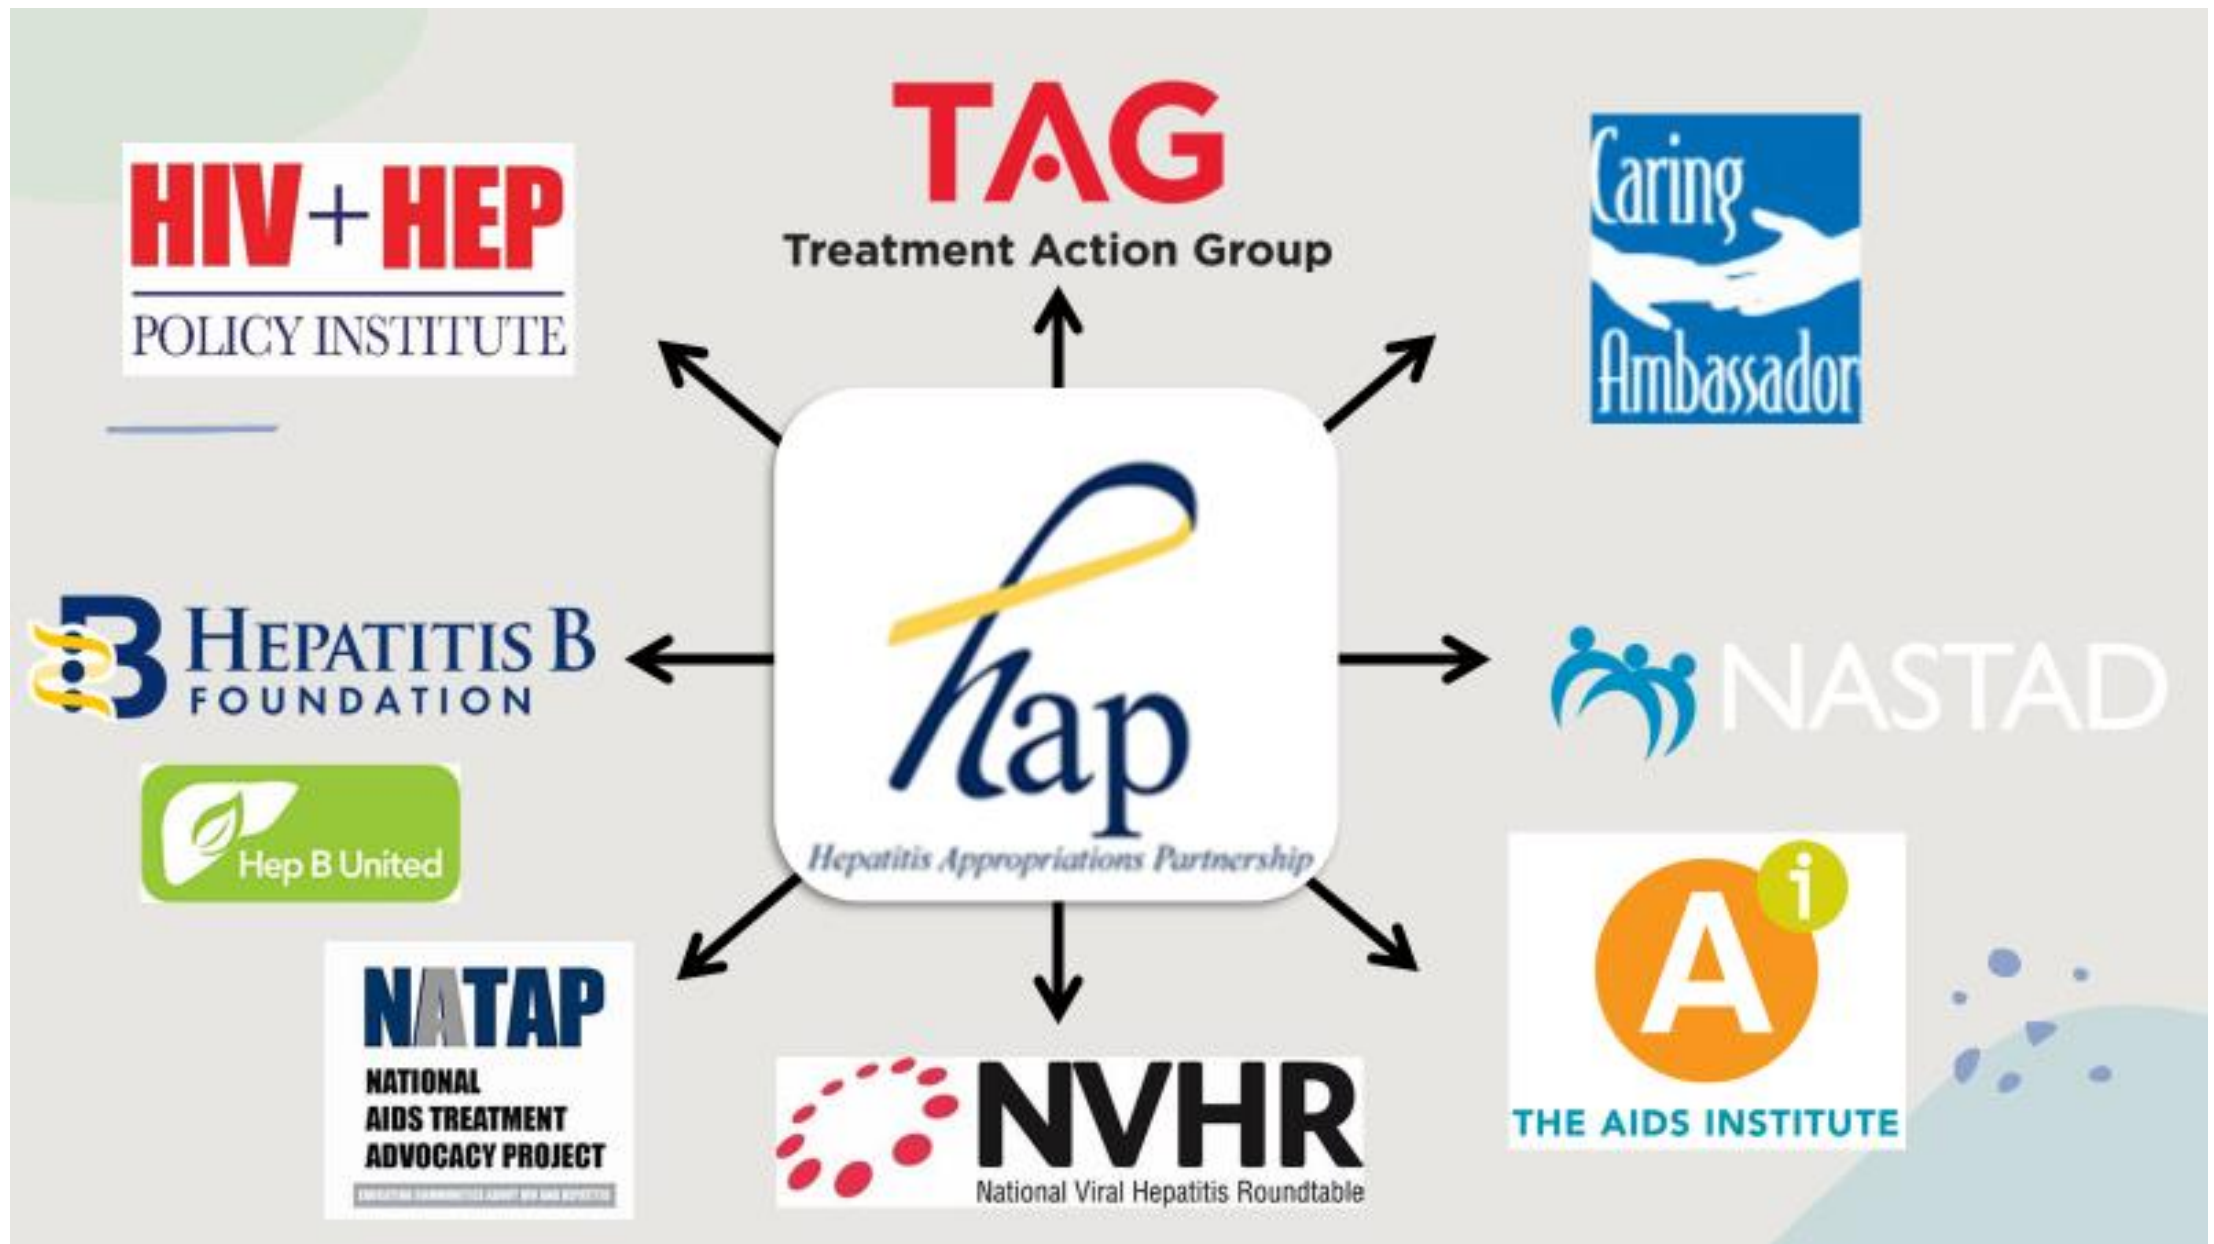 TAG
Treatment Action Group
HIV+HEP
POLICY INSTITUTE
Caring
Ambassador
hap
Hepatitis Appropriations Partnership
B HEPATITIS B
FOUNDATION
Hep B United
NASTAD
A i
THE AIDS INSTITUTE
NATAP
NATIONAL
AIDS TREATMENT
ADVOCACY PROJECT
NVHR
National Viral Hepatitis Roundtable